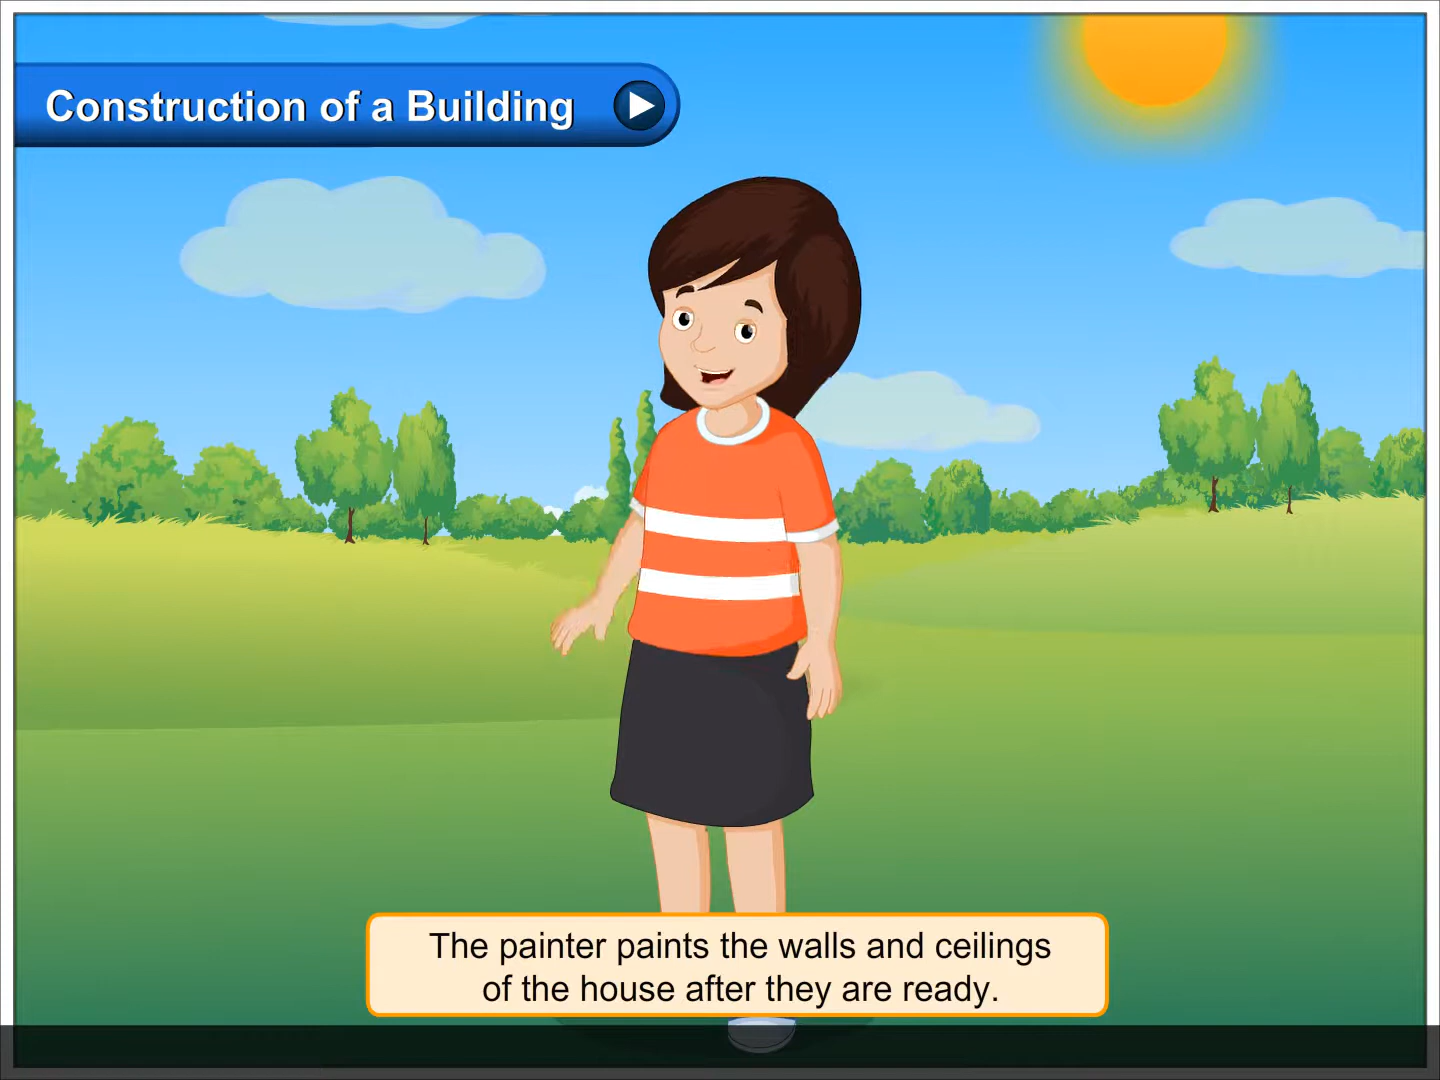 Construction of a Building
The painter paints the walls and ceilings
of the house after they are ready.